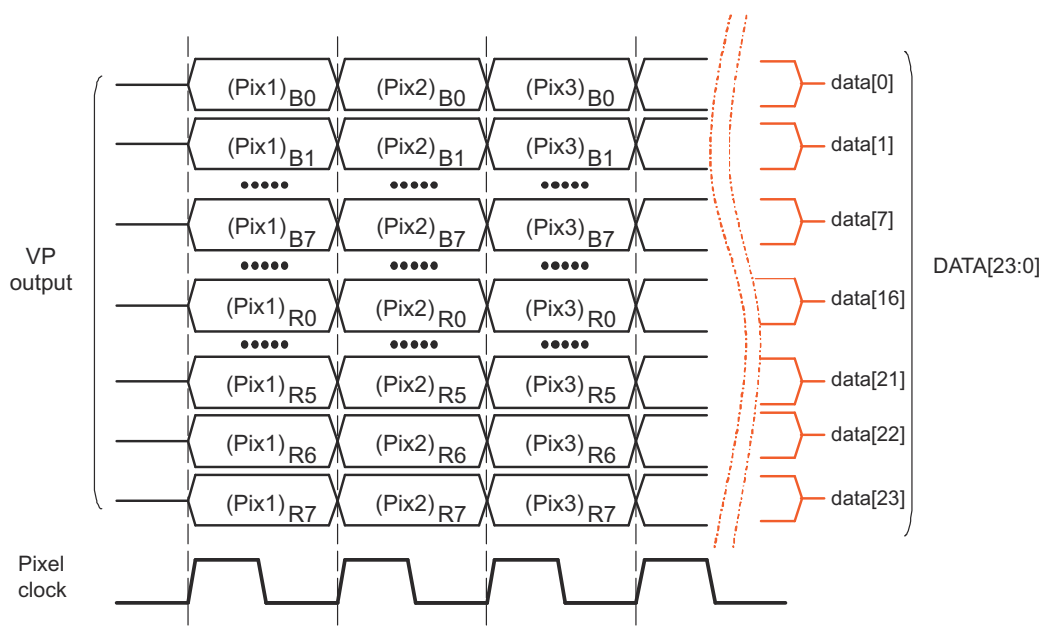 (Pix1)B0 (Pix2)B0 (Pix3)B0 data[0]
(Pix1)B1 (Pix2)B1 (Pix3)B1 data[1]
(Pix1)B7 (Pix2)B7 (Pix3)B7 data[7]
VP
output
DATA[23:0]
(Pix1)R0 (Pix2)R0 (Pix3)R0 data[16]
(Pix1)R5 (Pix2)R5 (Pix3)R5 data[21]
(Pix1)R6 (Pix2)R6 (Pix3)R6 data[22]
(Pix1)R7 (Pix2)R7 (Pix3)R7 data[23]
Pixel
clock